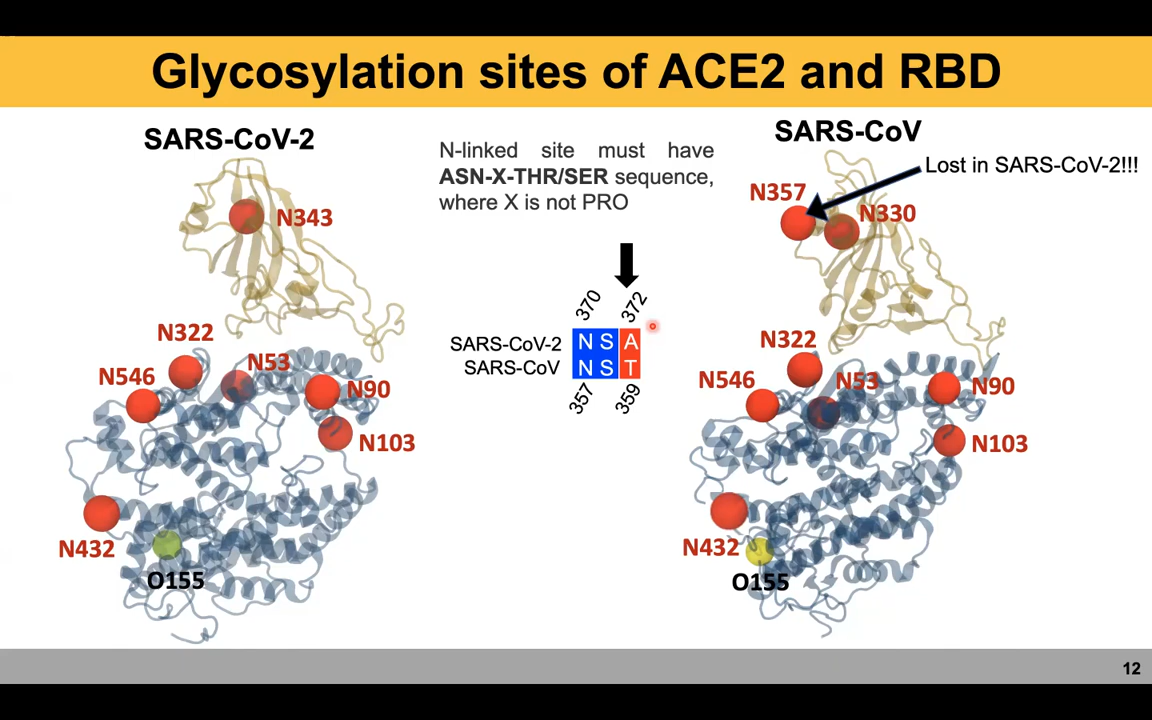 Glycosylation sites of ACE2 and RBD
SARS-CoV-2
N343
N322
N546
N53
N90
N103
N432
O155
N-linked site must have
ASN-X-THR/SER sequence,
where X is not PRO
370
372
SARS-CoV-2 N S A
SARS-CoV N S T
357
359
SARS-CoV
Lost in SARS-CoV-2!!!
N357
N330
N322
N546
N53
N90
N103
N432
O155
12